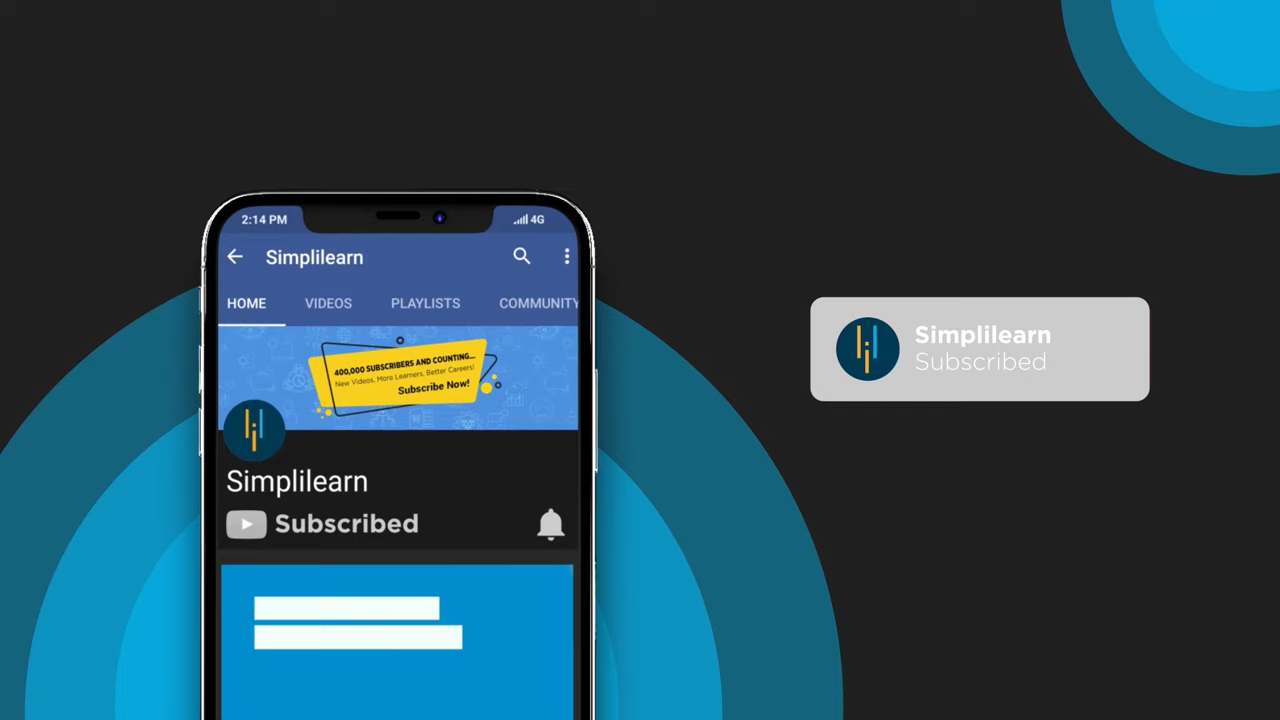 2:14 PM
4G
Simplilearn
HOME VIDEOS PLAYLISTS COMMUNITY
400,000 SUBSCRIBERS AND COUNTING...
New Videos. More Learners. Better Careers!
Subscribe Now!
Simplilearn
Subscribed
Simplilearn
Subscribed